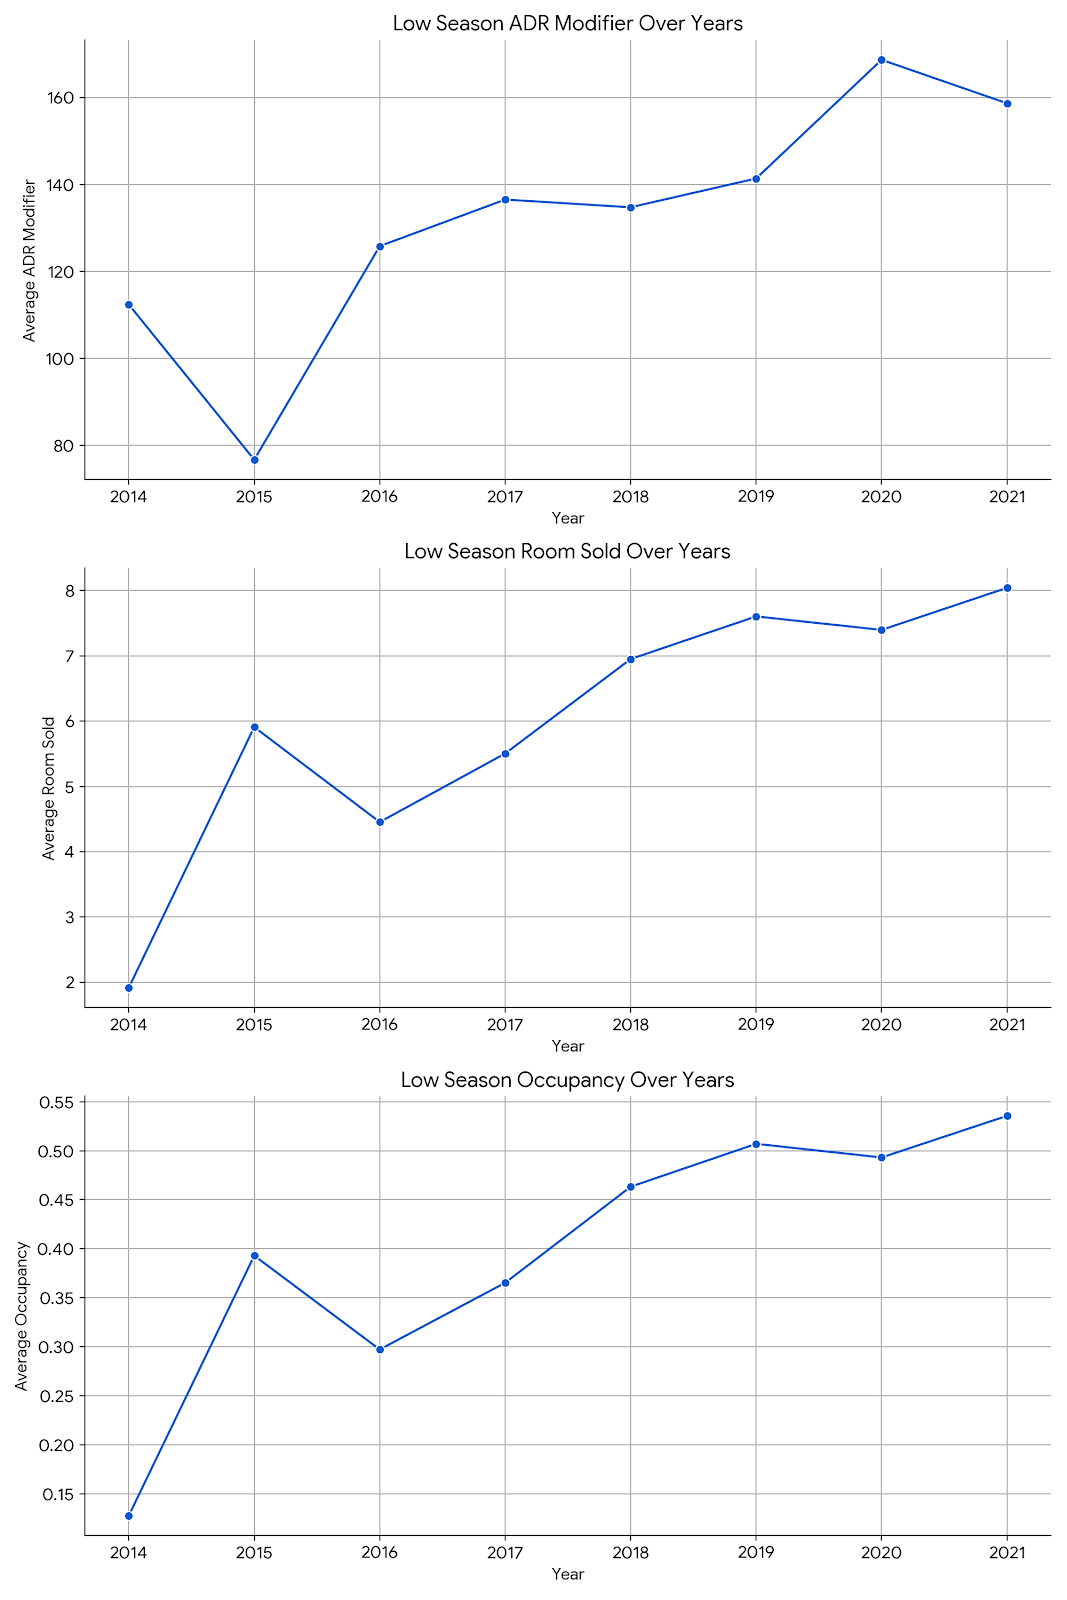 Low Season ADR Modifier Over Years
Average ADR Modifier
160
140
120
100
80
2014 2015 2016 2017 2018 2019 2020 2021
Year
Low Season Room Sold Over Years
Average Room Sold
8
7
6
5
4
3
2
2014 2015 2016 2017 2018 2019 2020 2021
Year
Low Season Occupancy Over Years
Average Occupancy
0.55
0.50
0.45
0.40
0.35
0.30
0.25
0.20
0.15
2014 2015 2016 2017 2018 2019 2020 2021
Year